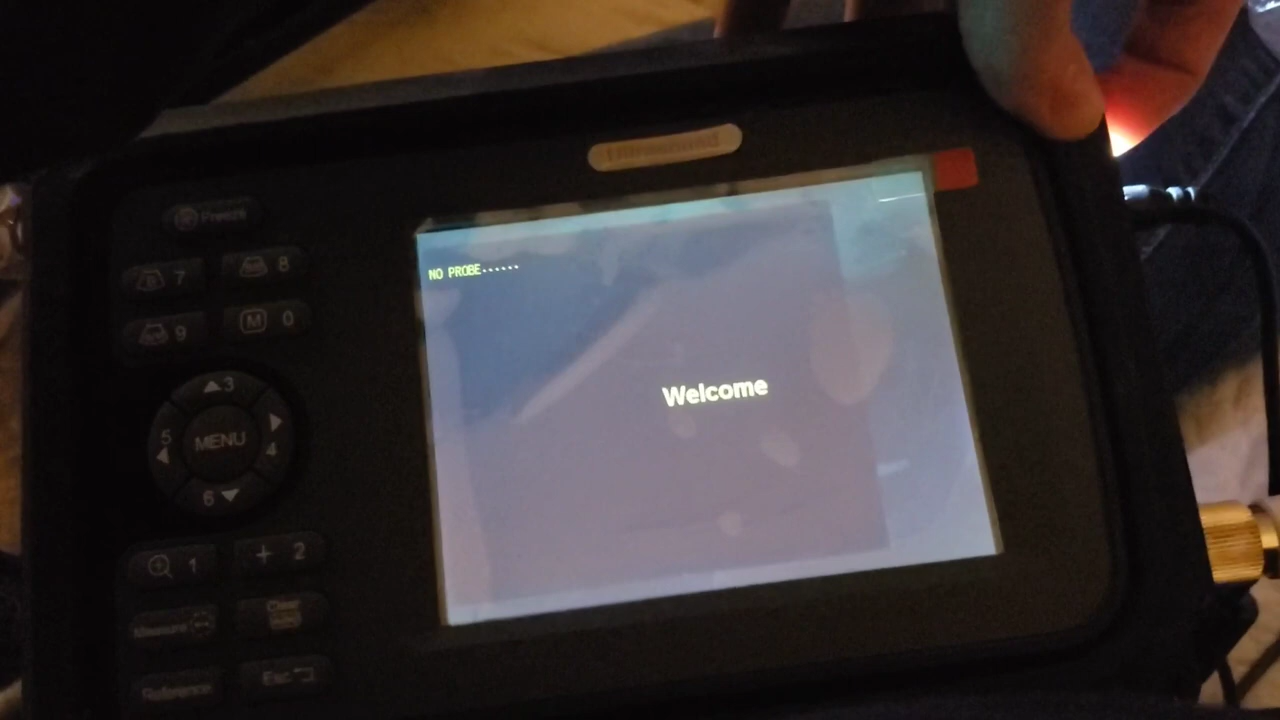 Ultrasound
Freeze
NO PROBE......
B 7
8
9
M 0
Welcome
3
5
MENU
4
6
1
+ 2
Measure
Clear
Reference
Esc